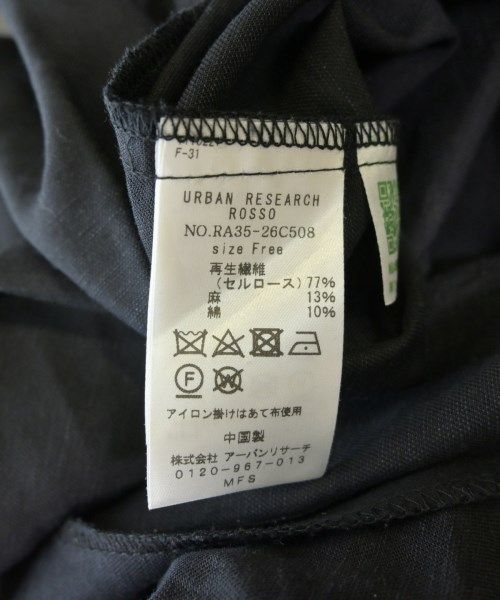 F-31
URBAN RESEARCH
ROSSO
NO.RA35-26C508
size Free
再生繊維
(セルロース) 77%
麻 13%
綿 10%
F W
アイロン掛けはあて布使用
中国製
株式会社 アーバンリサーチ
0120-967-013
MFS